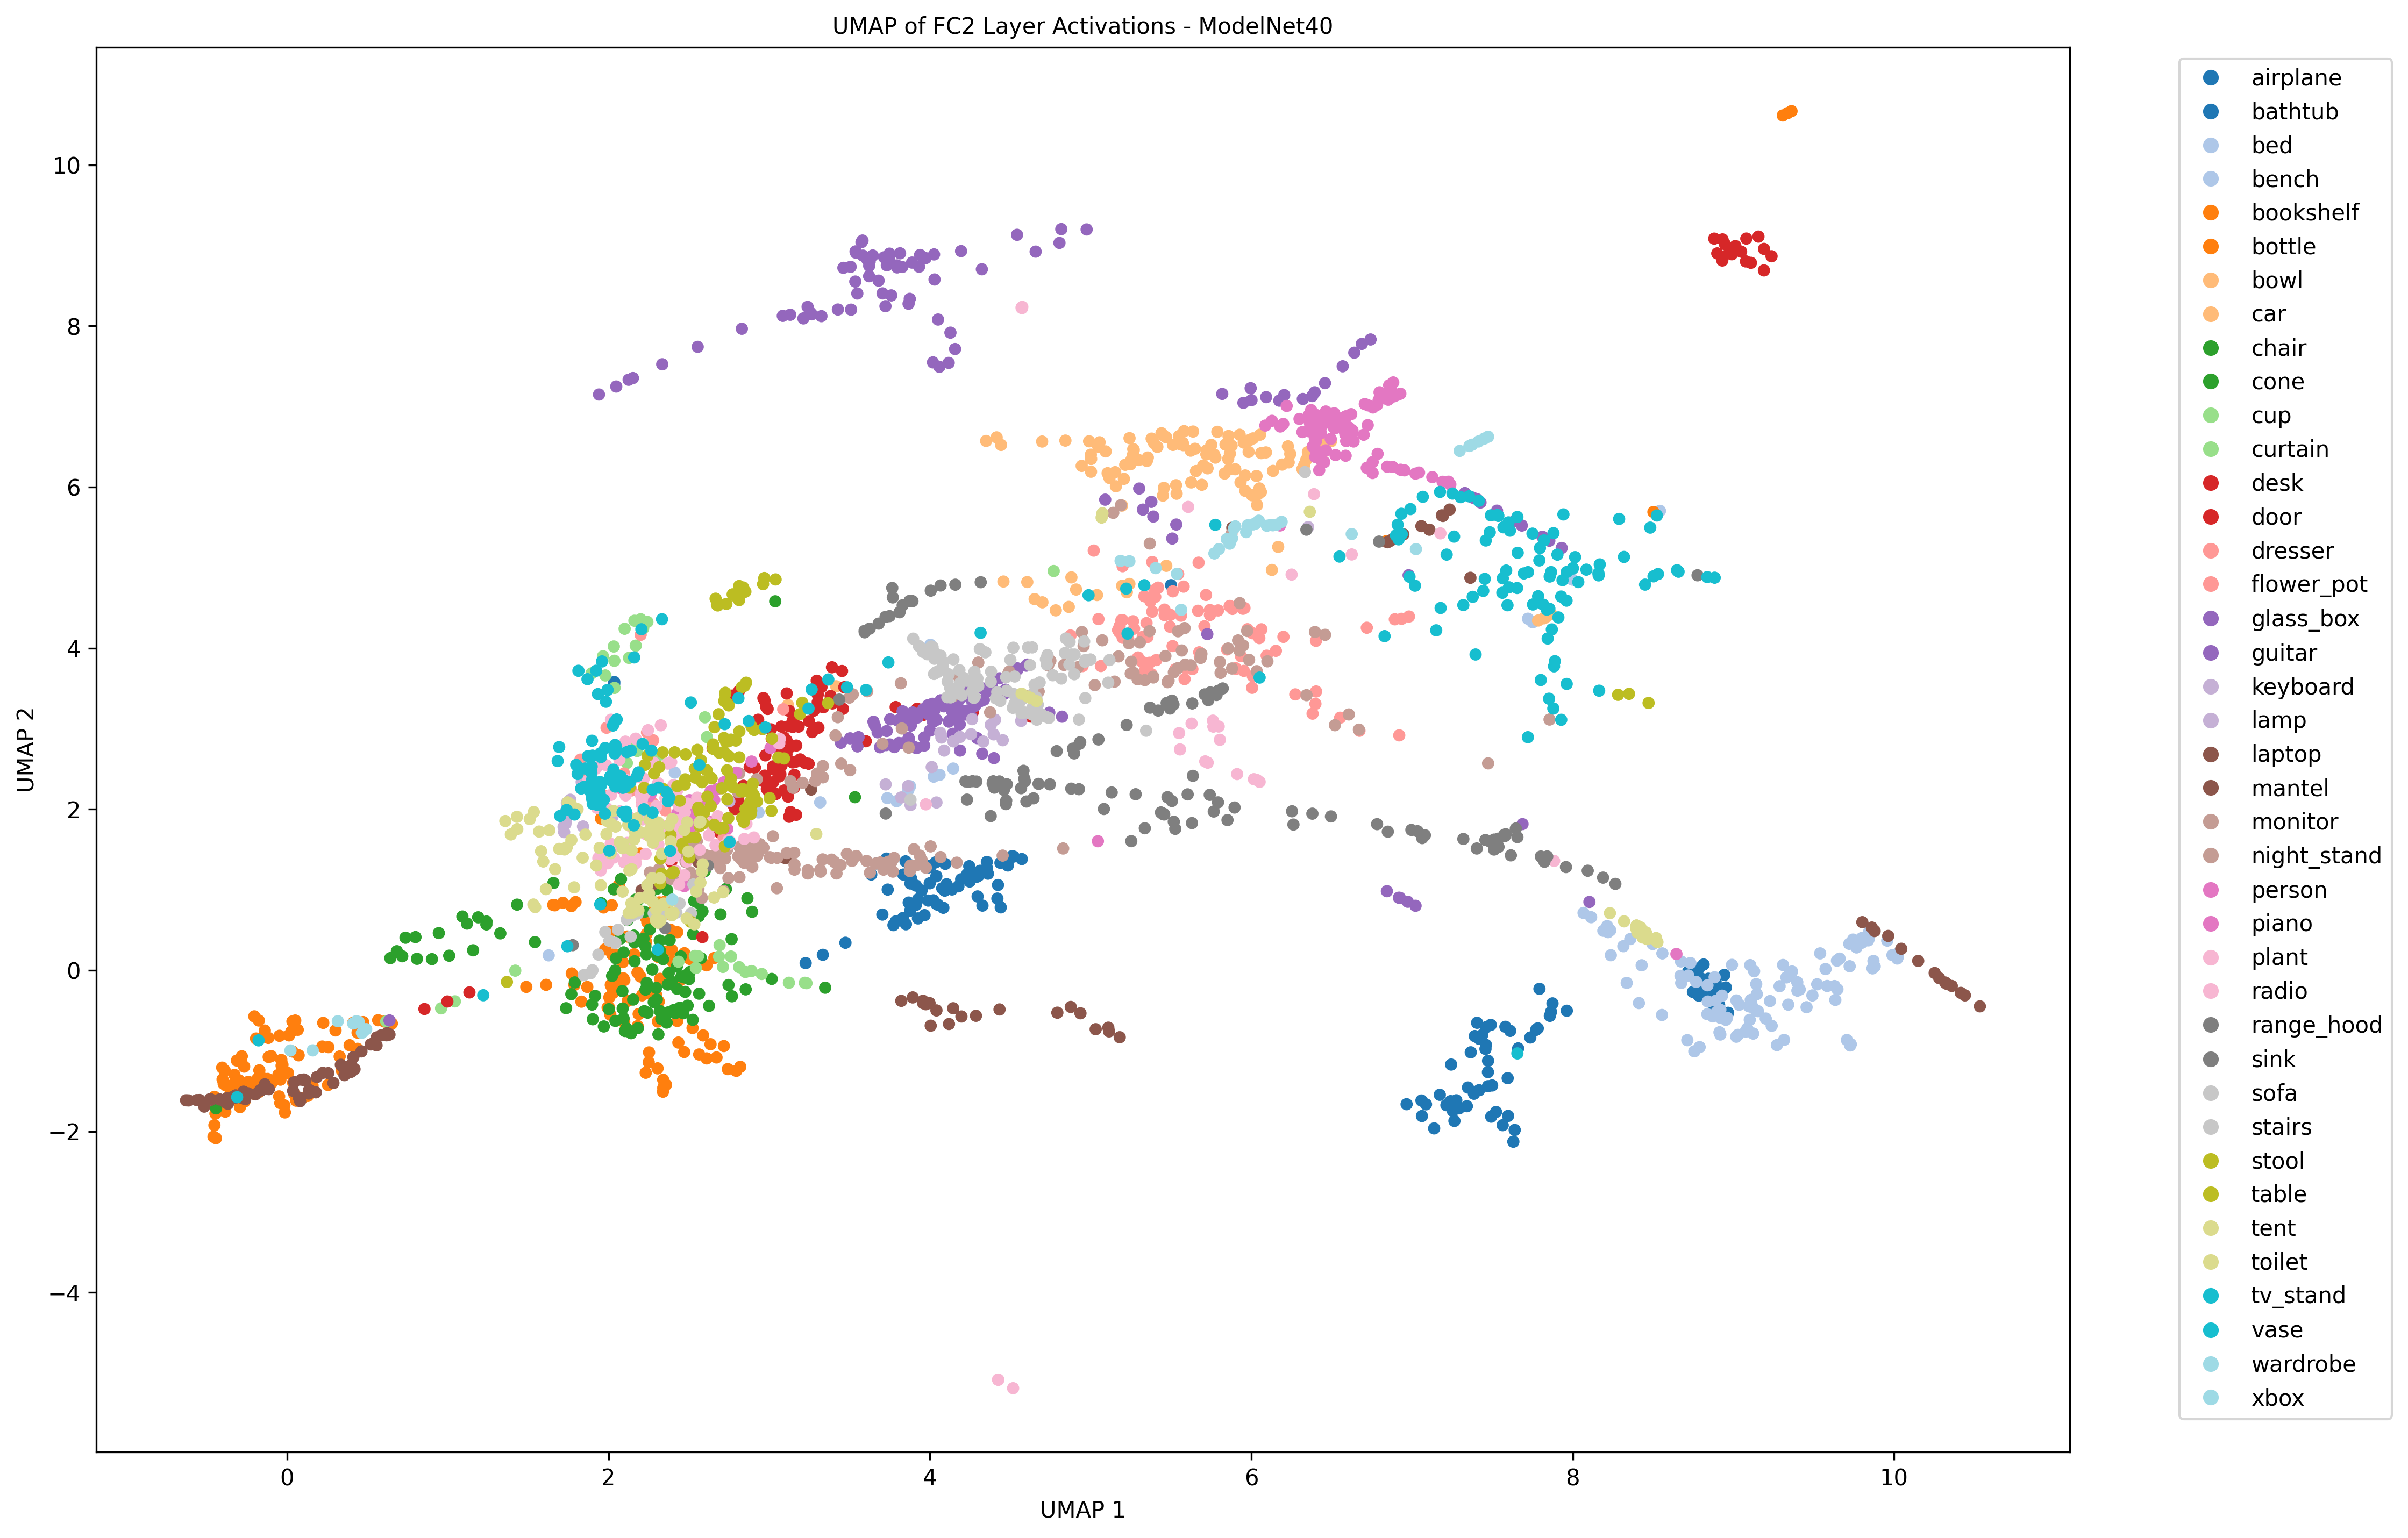 UMAP of FC2 Layer Activations - ModelNet40
UMAP 2
10
8
6
4
2
0
−2
−4
0
2
4
6
8
10
UMAP 1
airplane
bathtub
bed
bench
bookshelf
bottle
bowl
car
chair
cone
cup
curtain
desk
door
dresser
flower_pot
glass_box
guitar
keyboard
lamp
laptop
mantel
monitor
night_stand
person
piano
plant
radio
range_hood
sink
sofa
stairs
stool
table
tent
toilet
tv_stand
vase
wardrobe
xbox